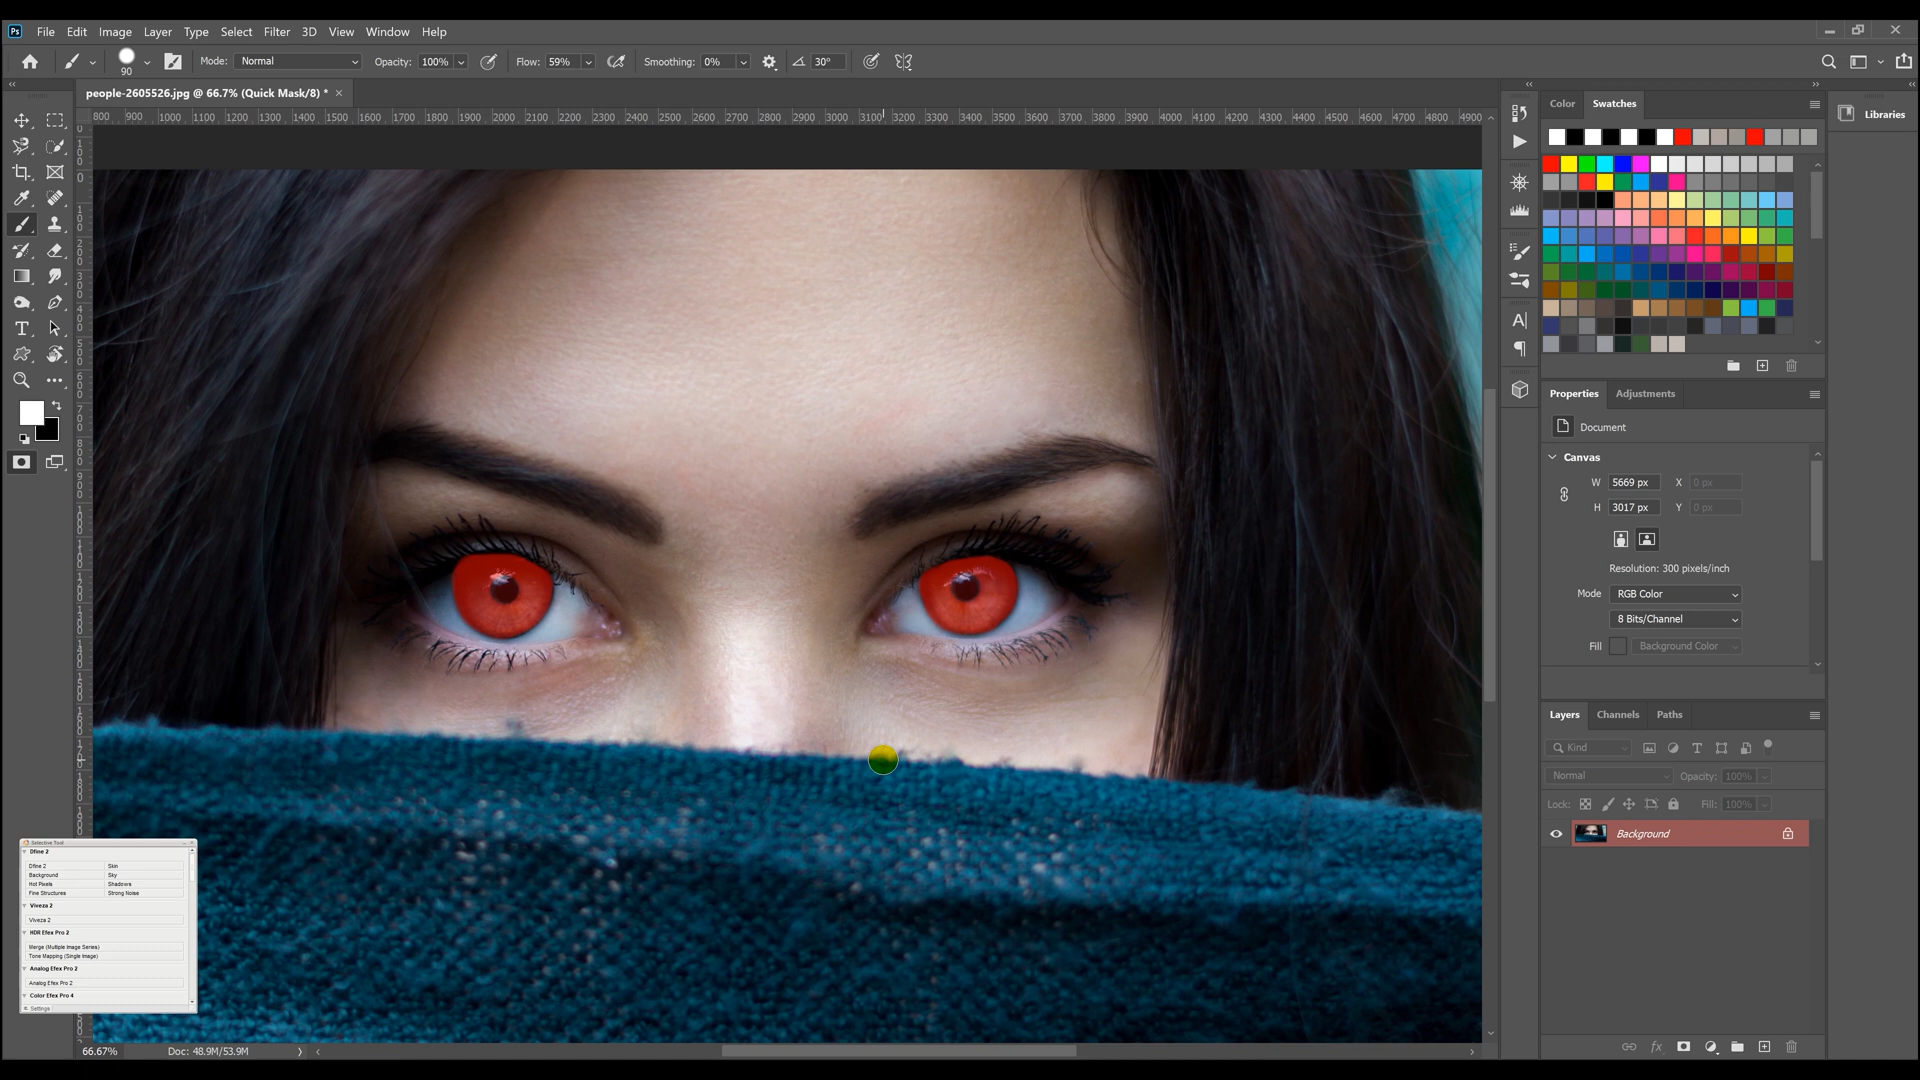 Ps File Edit Image Layer Type Select Filter 3D View Window Help
90 Mode: Normal Opacity: 100% Flow: 59% Smoothing: 0% 30°
people-2605526.jpg @ 66.7% (Quick Mask/8) * ×
800 900 1000 1100 1200 1300 1400 1500 1600 1700 1800 1900 2000 2100 2200 2300 2400 2500 2600 2700 2800 2900 3000 3100 3200 3300 3400 3500 3600 3700 3800 3900 4000 4100 4200 4300 4400 4500 4600 4700 4800 4900
Color Swatches
Libraries
Properties Adjustments
Document
Canvas
W 5669 px X 0 px
H 3017 px Y 0 px
Resolution: 300 pixels/inch
Mode RGB Color
8 Bits/Channel
Fill Background Color
Layers Channels Paths
Kind
Normal Opacity: 100%
Lock: Fill: 100%
Background
Selective Tool
Dfine 2
Dfine 2 Skin
Background Sky
Hot Pixels Shadows
Fine Structures Strong Noise
Viveza 2
Viveza 2
HDR Efex Pro 2
Merge (Multiple Image Series)
Tone Mapping (Single Image)
Analog Efex Pro 2
Analog Efex Pro 2
Color Efex Pro 4
Settings
66.67% Doc: 48.9M/53.9M